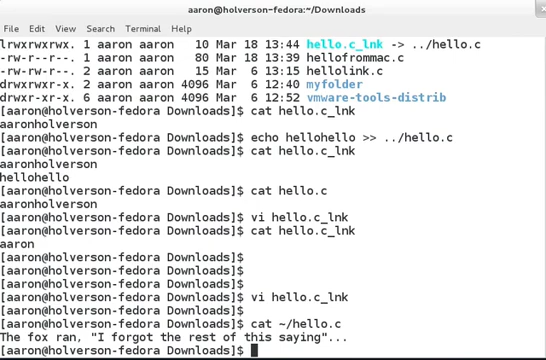 aaron@holverson-fedora:~/Downloads
File Edit View Search Terminal Help
lrwxrwxrwx. 1 aaron aaron   10 Mar 18 13:44 hello.c_lnk -> ../hello.c
-rw-r--r--. 1 aaron aaron   80 Mar 18 13:39 hellofrommac.c
-rw-rw-r--. 2 aaron aaron   15 Mar  6 13:15 hellolink.c
drwxrwxr-x. 2 aaron aaron 4096 Mar  6 12:40 myfolder
drwxr-xr-x. 6 aaron aaron 4096 Mar  6 12:52 vmware-tools-distrib
[aaron@holverson-fedora Downloads]$ cat hello.c_lnk
aaronholverson
[aaron@holverson-fedora Downloads]$ echo hellohello >> ../hello.c
[aaron@holverson-fedora Downloads]$ cat hello.c_lnk
aaronholverson
hellohello
[aaron@holverson-fedora Downloads]$ cat hello.c
aaronholverson
[aaron@holverson-fedora Downloads]$ vi hello.c_lnk
[aaron@holverson-fedora Downloads]$ cat hello.c_lnk
aaron
[aaron@holverson-fedora Downloads]$
[aaron@holverson-fedora Downloads]$
[aaron@holverson-fedora Downloads]$
[aaron@holverson-fedora Downloads]$ vi hello.c_lnk
[aaron@holverson-fedora Downloads]$
[aaron@holverson-fedora Downloads]$ cat ~/hello.c
The fox ran, "I forgot the rest of this saying"...
[aaron@holverson-fedora Downloads]$